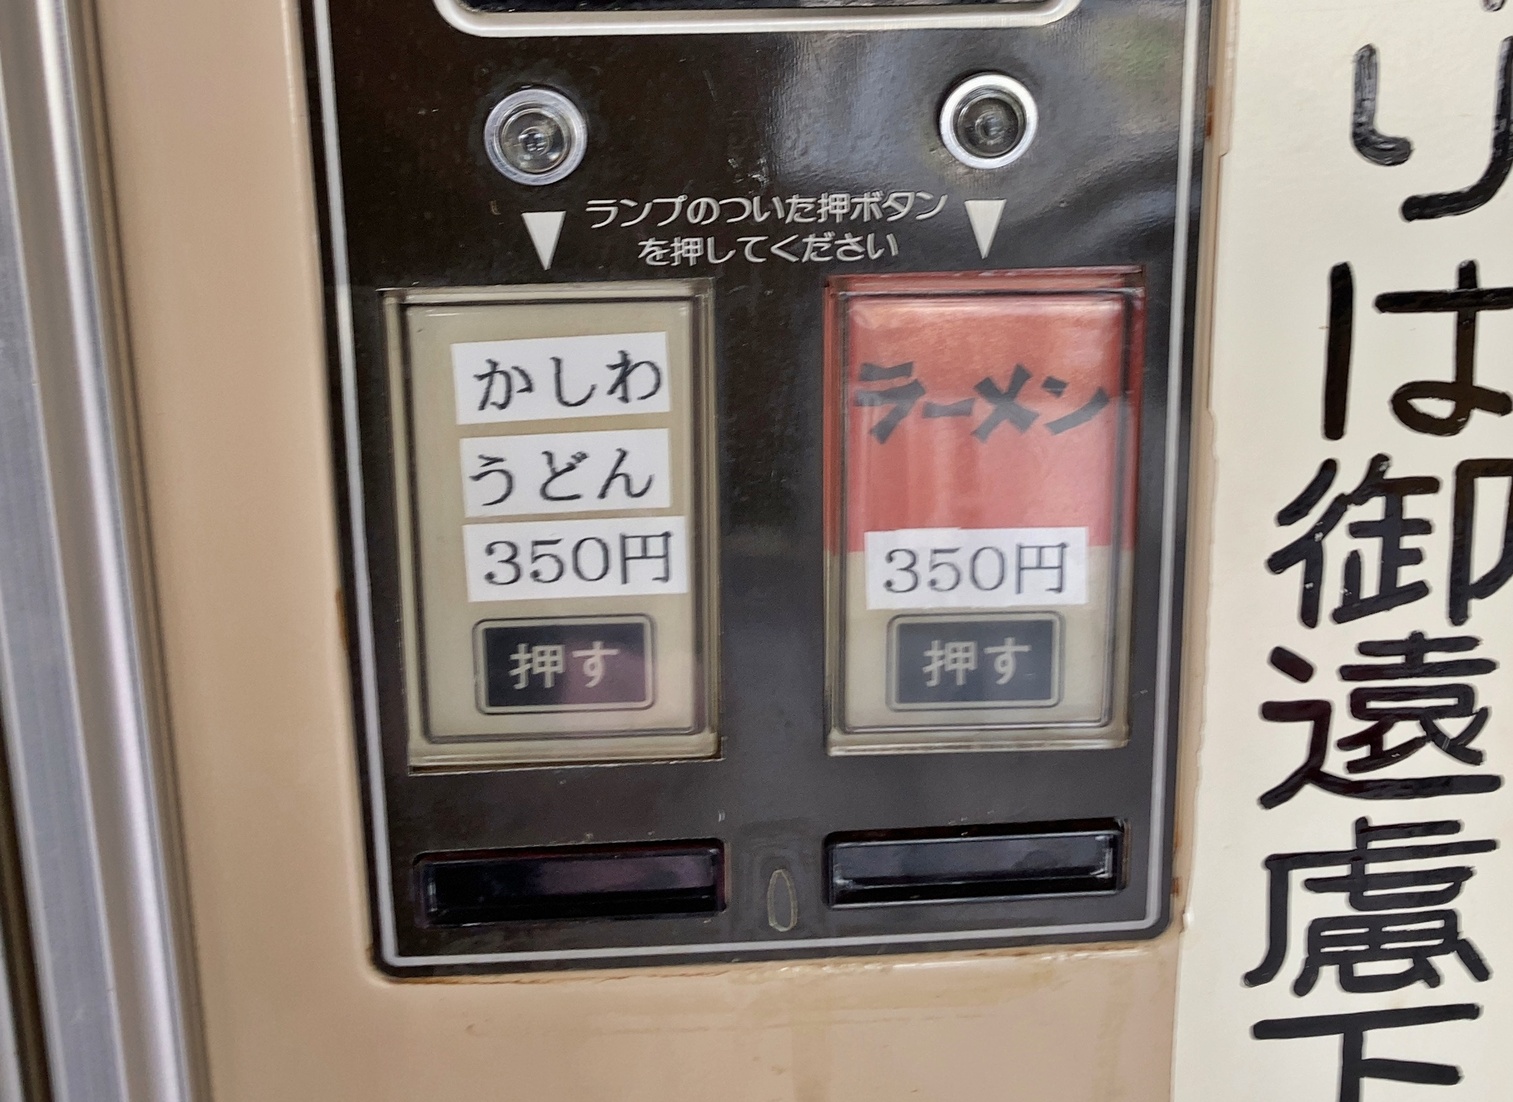 ランプのついた押ボタン
を押してください
かしわ
うどん
350円
押す
ラーメン
350円
押す
は御遠慮下